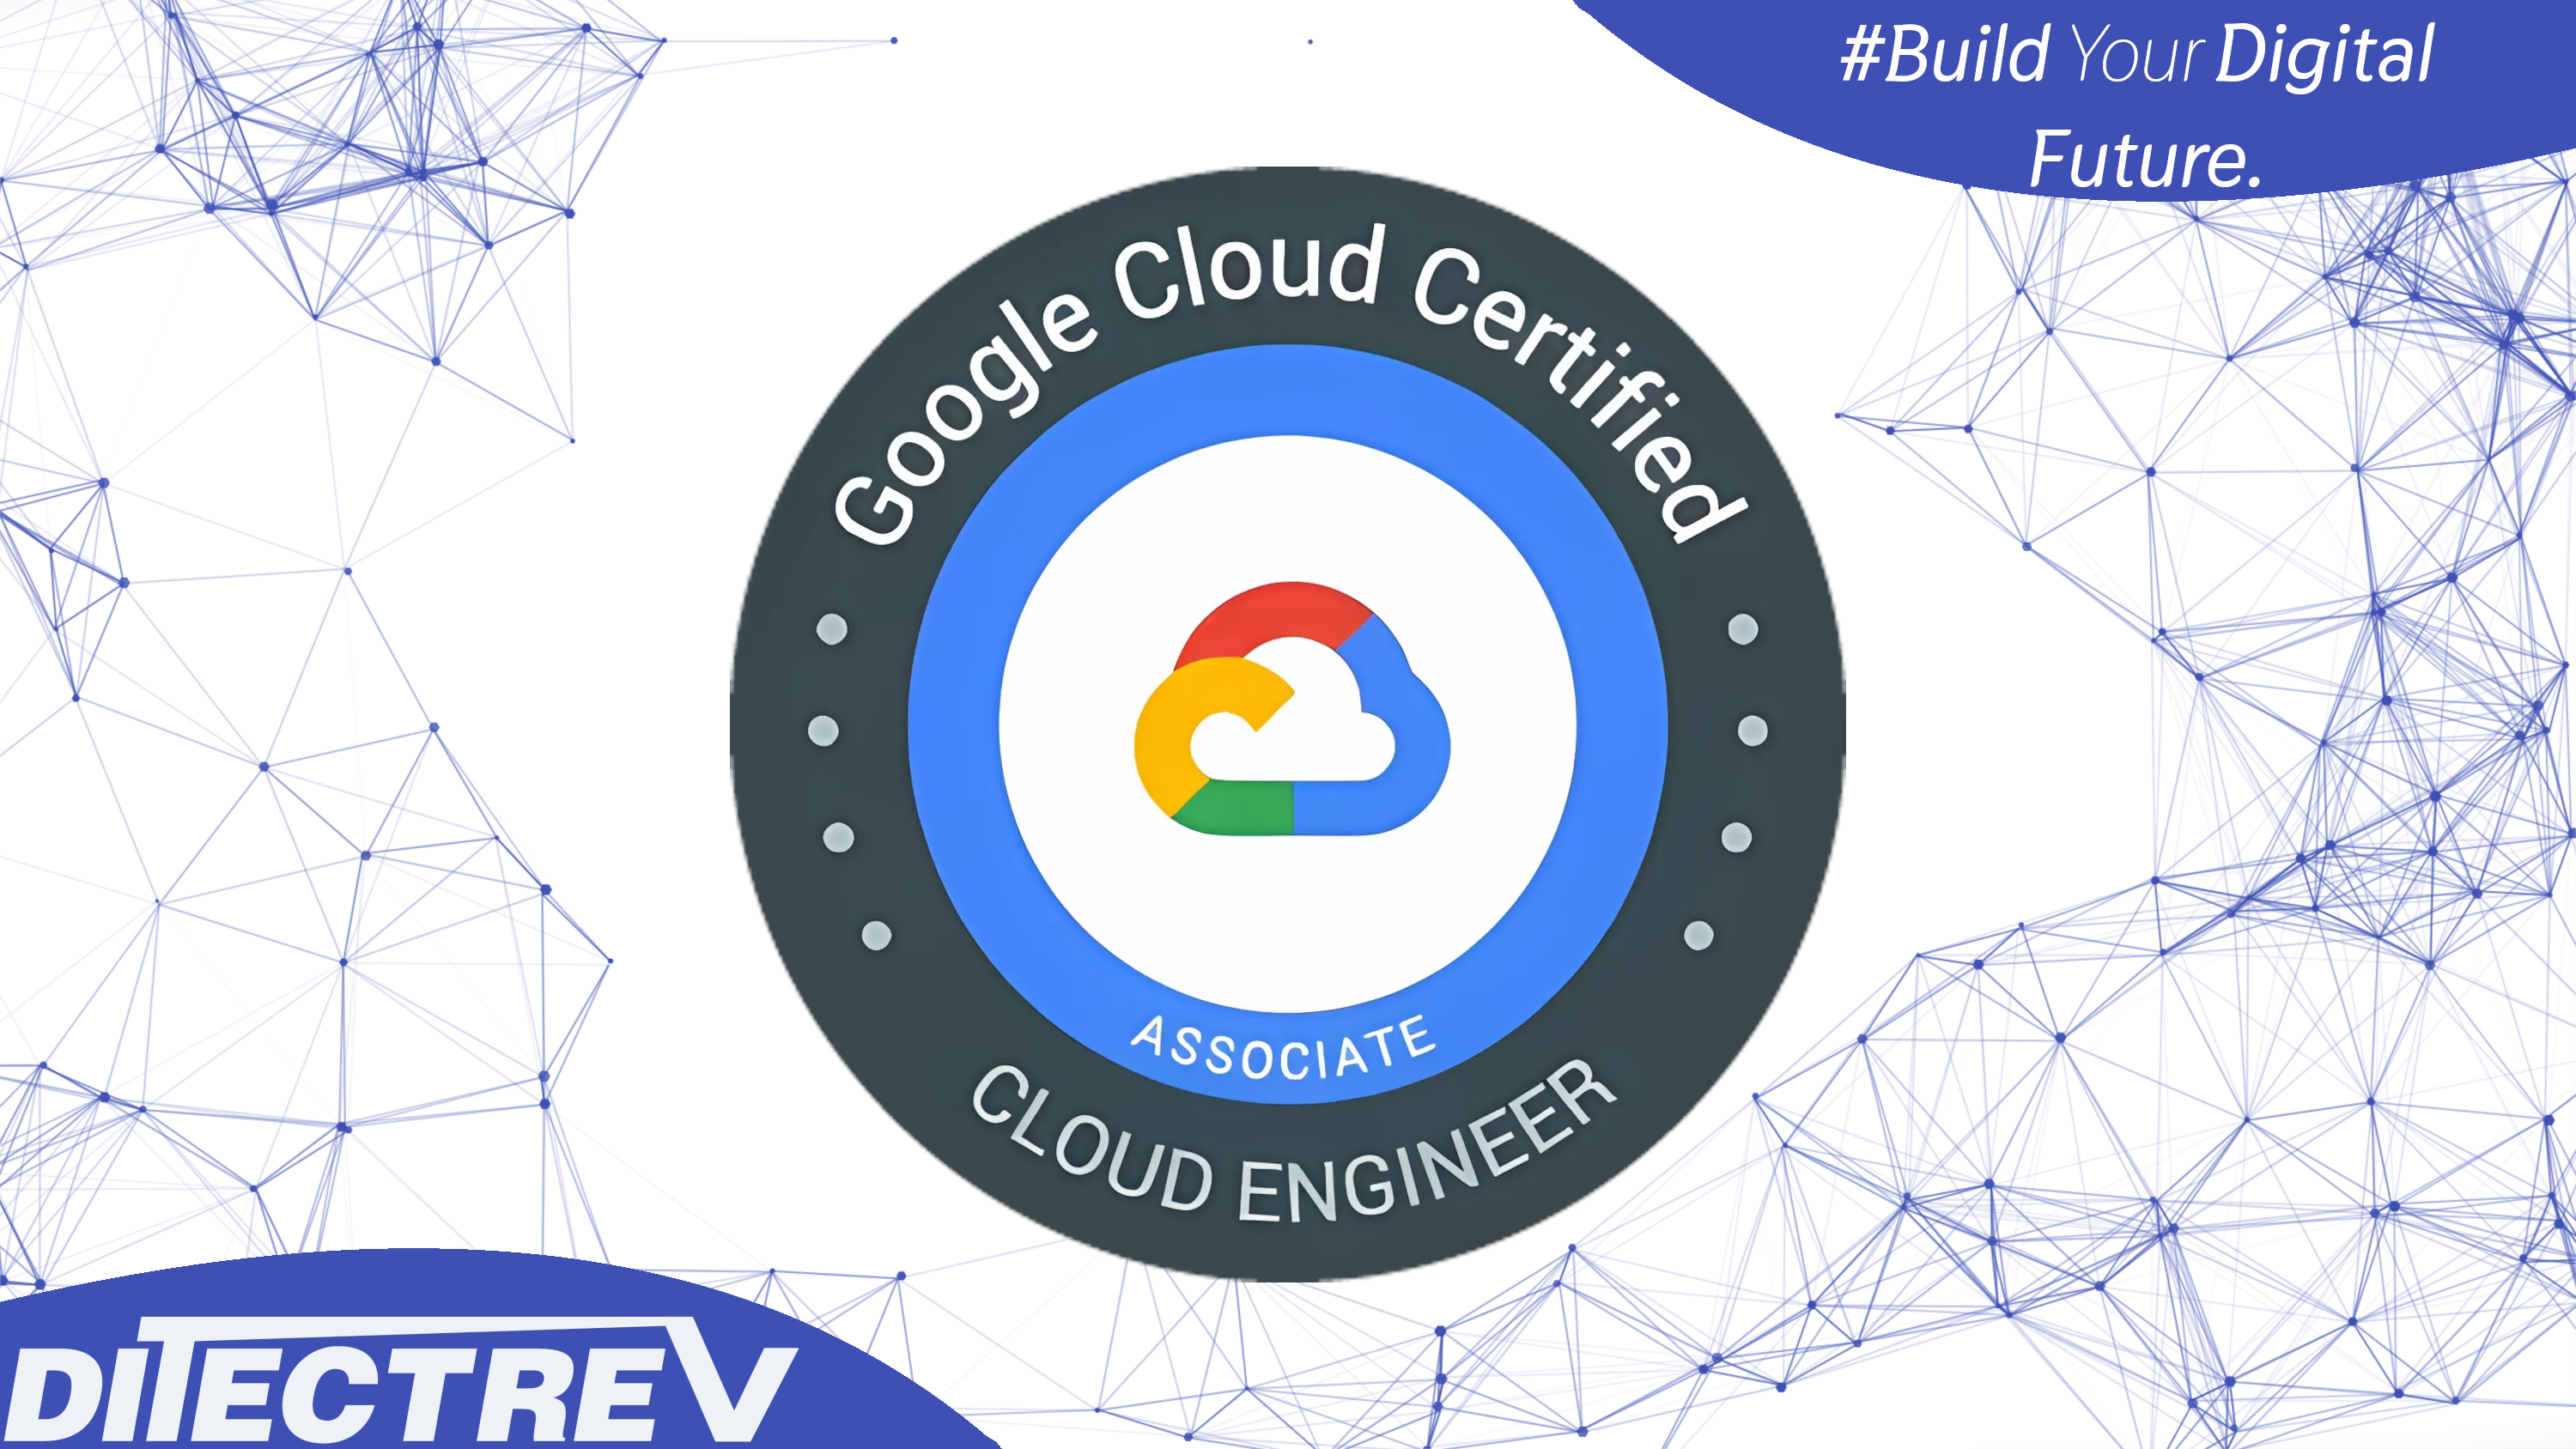 #Build Your Digital
Future.
Google Cloud Certified
ASSOCIATE
CLOUD ENGINEER
DITECTREV